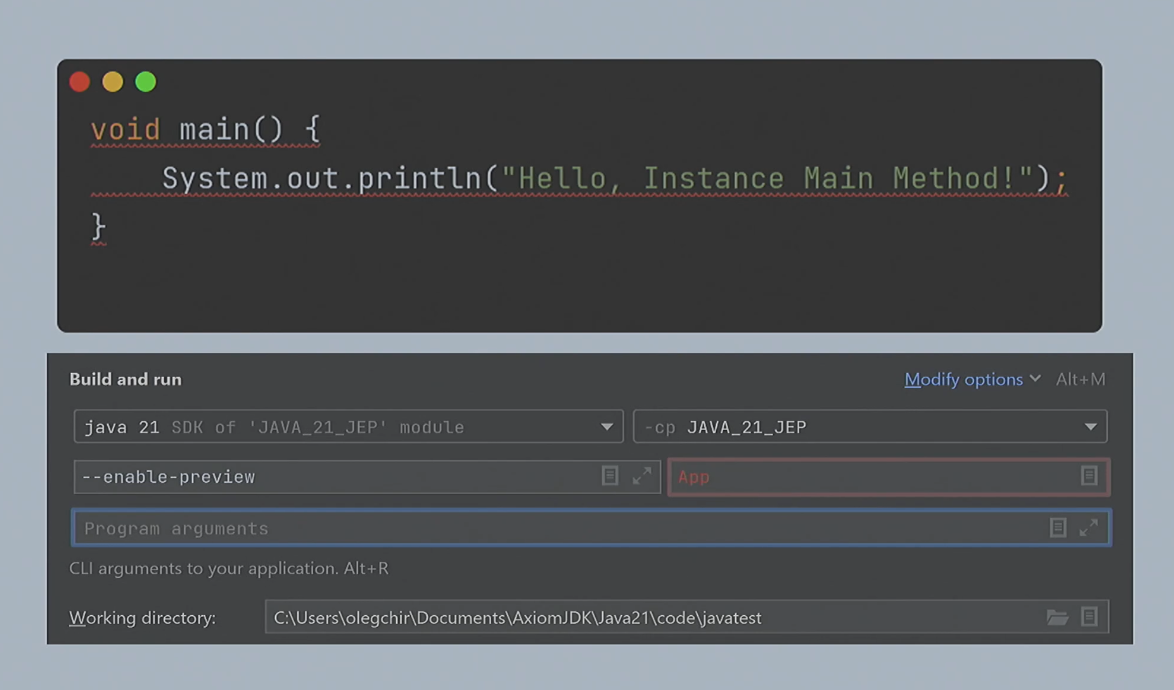 void main() {
    System.out.println("Hello, Instance Main Method!");
}
Build and run
Modify options Alt+M
java 21 SDK of 'JAVA_21_JEP' module
-cp JAVA_21_JEP
--enable-preview
App
Program arguments
CLI arguments to your application. Alt+R
Working directory: C:\Users\olegchir\Documents\AxiomJDK\Java21\code\javatest